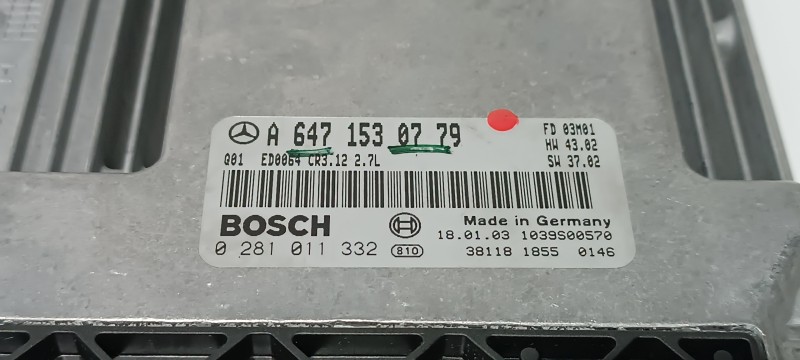 A 647 153 07 79
FD 03M01
HW 43.02
Q01 ED0064 CR3.12 2.7L
SW 37.02
BOSCH
Made in Germany
18.01.03 1039S00570
0 281 011 332 810
38118 1855 0146